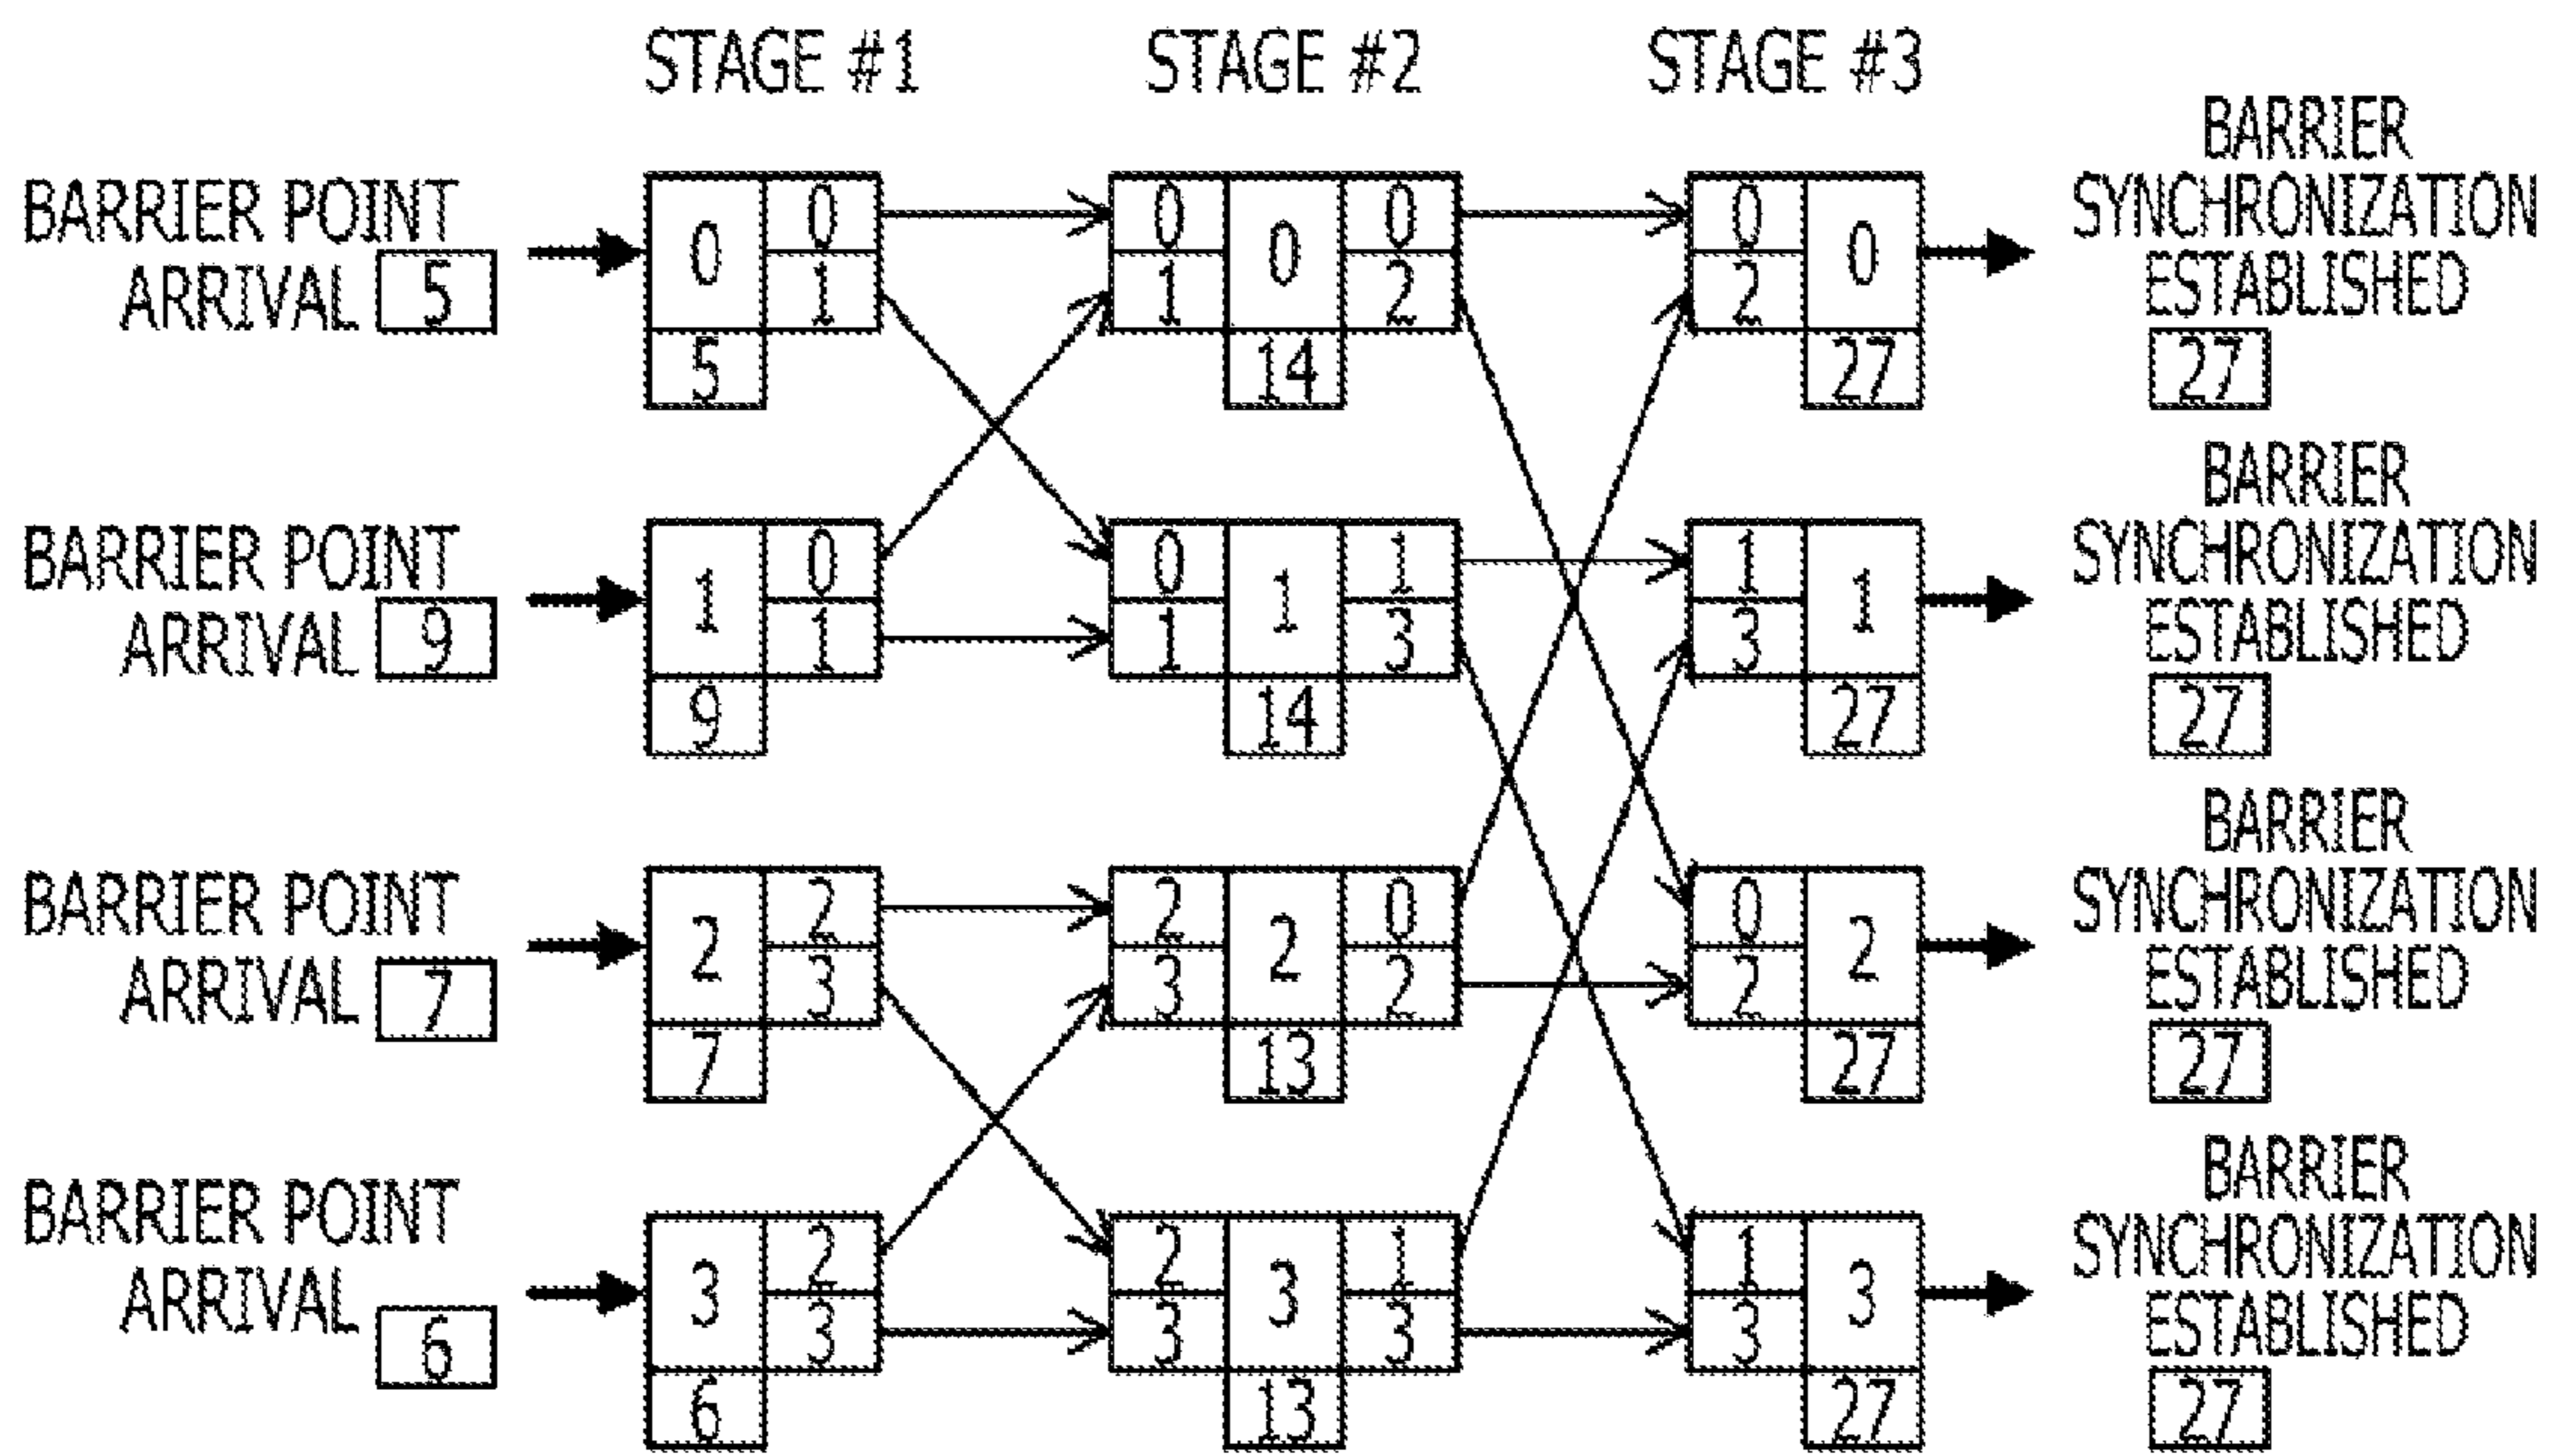 STAGE #1 STAGE #2 STAGE #3
BARRIER POINT
ARRIVAL 5
0 0 1 5
0 1 0 0 2 14
0 2 0 27
BARRIER
SYNCHRONIZATION
ESTABLISHED
27
BARRIER POINT
ARRIVAL 9
1 0 1 9
0 1 1 1 3 14
1 3 1 27
BARRIER
SYNCHRONIZATION
ESTABLISHED
27
BARRIER POINT
ARRIVAL 7
2 2 3 7
2 3 2 0 2 13
0 2 2 27
BARRIER
SYNCHRONIZATION
ESTABLISHED
27
BARRIER POINT
ARRIVAL 6
3 2 3 6
2 3 3 1 3 13
1 3 3 27
BARRIER
SYNCHRONIZATION
ESTABLISHED
27